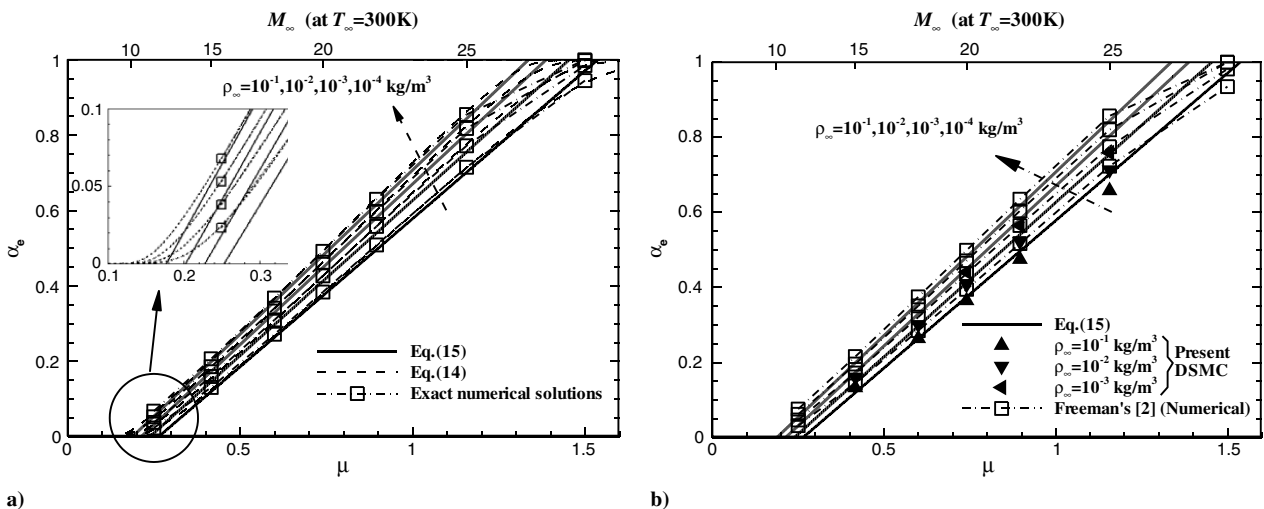 M∞ (at T∞=300K)
10 15 20 25
1
0.8
0.6
0.4
0.2
0
αe
ρ∞=10-1,10-2,10-3,10-4 kg/m3
0.1
0.05
0
0.1 0.2 0.3
Eq.(15)
Eq.(14)
Exact numerical solutions
0 0.5 1 1.5
μ
a)
M∞ (at T∞=300K)
10 15 20 25
1
0.8
0.6
0.4
0.2
0
αe
ρ∞=10-1,10-2,10-3,10-4 kg/m3
Eq.(15)
ρ∞=10-1 kg/m3
ρ∞=10-2 kg/m3
ρ∞=10-3 kg/m3
Present
DSMC
Freeman's [2] (Numerical)
0 0.5 1 1.5
μ
b)